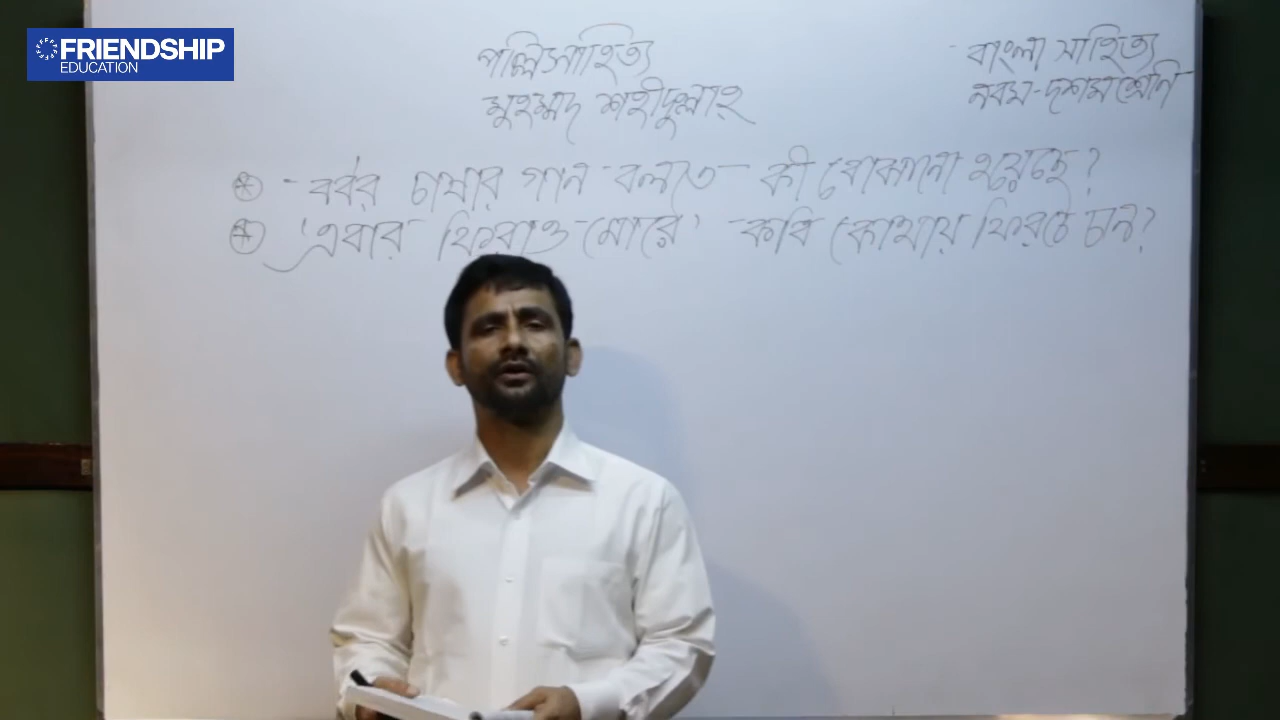 FRIENDSHIP
EDUCATION
পল্লিসাহিত্য
মুহম্মদ শহীদুল্লাহ্
বাংলা সাহিত্য
নবম-দশম শ্রেণি
বর্বর চাষার গান বলতে কী বোঝানো হয়েছে?
'এবার ফিরাও মোরে' কবি কোথায় ফিরতে চান?